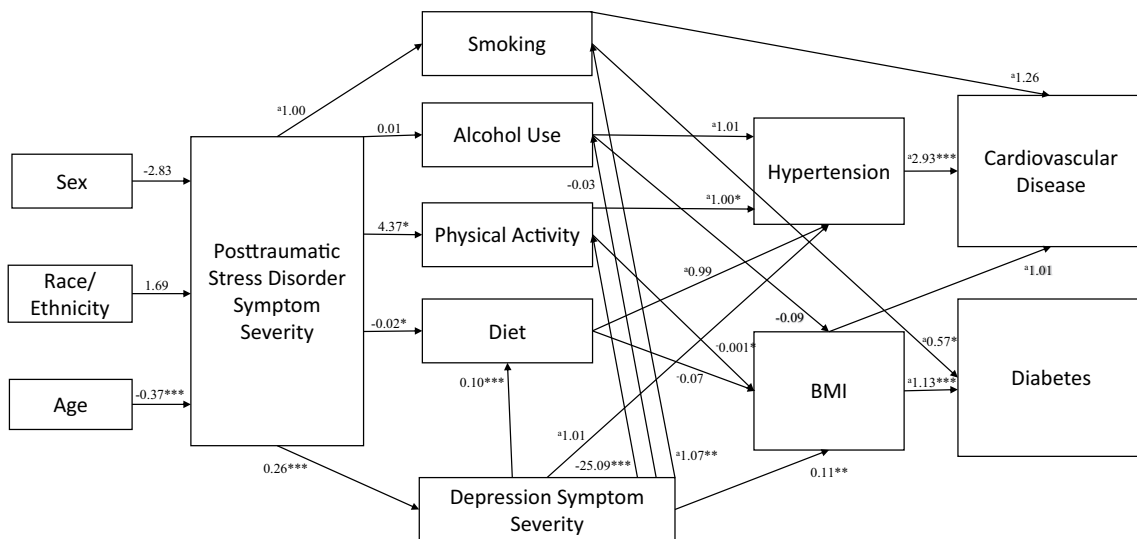 Smoking
ᵃ1.26
ᵃ1.00
0.01
Alcohol Use
ᵃ1.01
Hypertension
ᵃ2.93***
Cardiovascular
Disease
Sex
-2.83
-0.03
4.37*
Physical Activity
ᵃ1.00*
Posttraumatic
Stress Disorder
Symptom
Severity
Race/
Ethnicity
1.69
ᵃ0.99
ᵃ1.01
-0.02*
Diet
-0.09
-0.001*
ᵃ0.57*
-0.07
Age
-0.37***
0.10***
BMI
ᵃ1.13***
Diabetes
ᵃ1.01
0.26***
-25.09***
ᵃ1.07**
0.11**
Depression Symptom
Severity